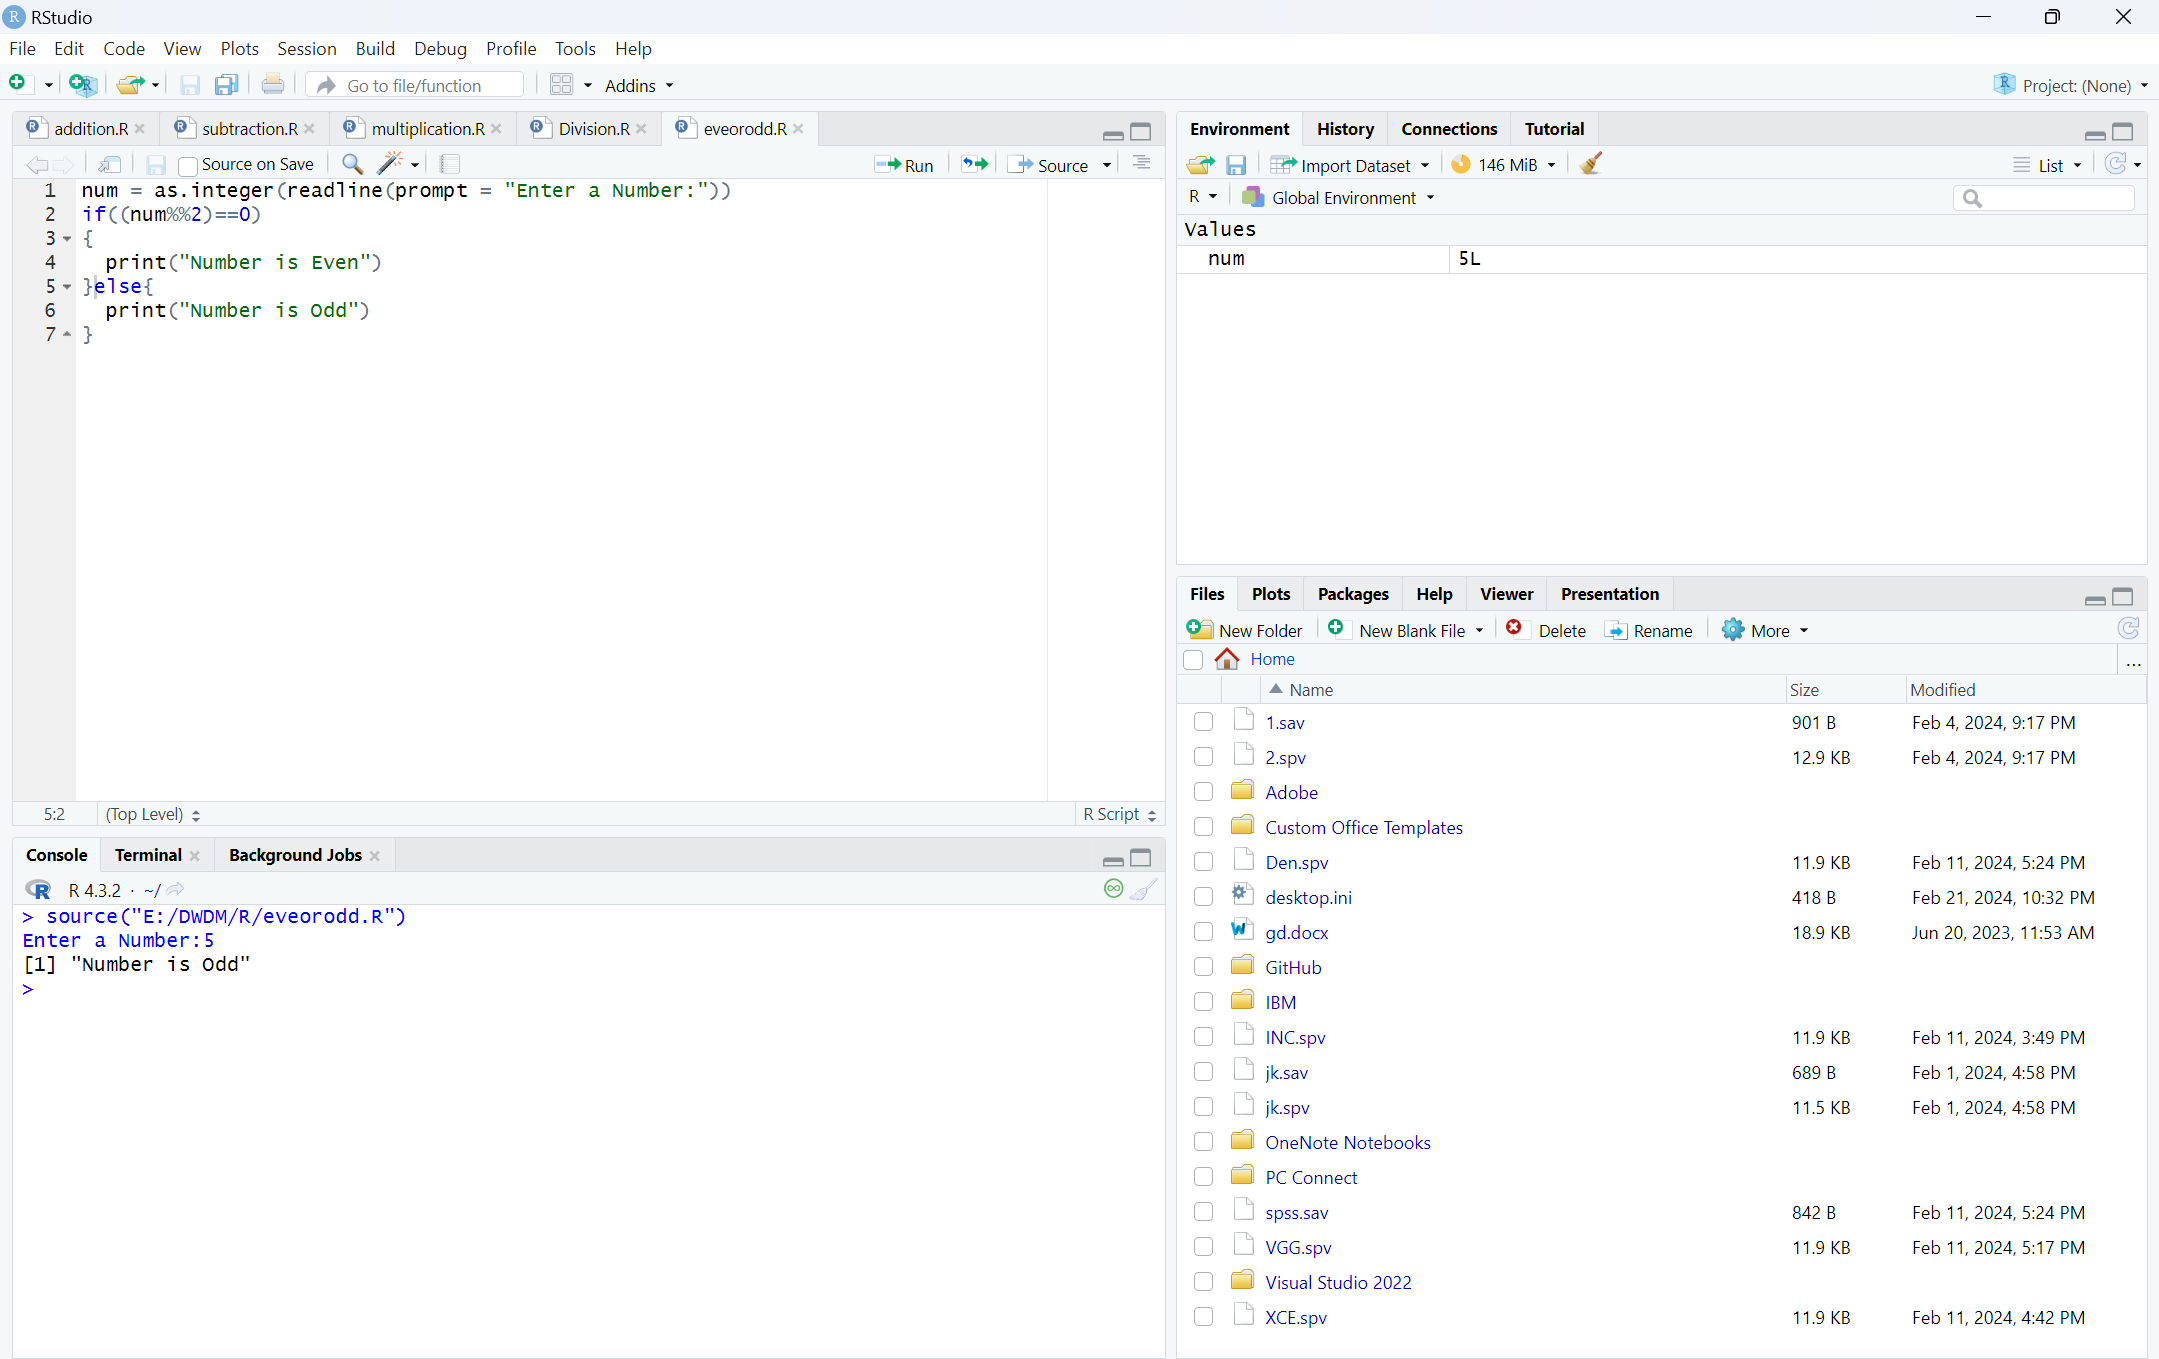 RStudio
File Edit Code View Plots Session Build Debug Profile Tools Help
Go to file/function Addins Project: (None)
addition.R subtraction.R multiplication.R Division.R eveorodd.R
Source on Save Run Source
1 num = as.integer(readline(prompt = "Enter a Number:"))
2 if((num%%2)==0)
3 {
4 print("Number is Even")
5 }else{
6 print("Number is Odd")
7 }
5:2 (Top Level) R Script
Console Terminal Background Jobs
R 4.3.2 · ~/
> source("E:/DWDM/R/eveorodd.R")
Enter a Number:5
[1] "Number is Odd"
>
Environment History Connections Tutorial
Import Dataset 146 MiB List
R Global Environment
Values
num 5L
Files Plots Packages Help Viewer Presentation
New Folder New Blank File Delete Rename More
Home ...
Name Size Modified
1.sav 901 B Feb 4, 2024, 9:17 PM
2.spv 12.9 KB Feb 4, 2024, 9:17 PM
Adobe
Custom Office Templates
Den.spv 11.9 KB Feb 11, 2024, 5:24 PM
desktop.ini 418 B Feb 21, 2024, 10:32 PM
gd.docx 18.9 KB Jun 20, 2023, 11:53 AM
GitHub
IBM
INC.spv 11.9 KB Feb 11, 2024, 3:49 PM
jk.sav 689 B Feb 1, 2024, 4:58 PM
jk.spv 11.5 KB Feb 1, 2024, 4:58 PM
OneNote Notebooks
PC Connect
spss.sav 842 B Feb 11, 2024, 5:24 PM
VGG.spv 11.9 KB Feb 11, 2024, 5:17 PM
Visual Studio 2022
XCE.spv 11.9 KB Feb 11, 2024, 4:42 PM